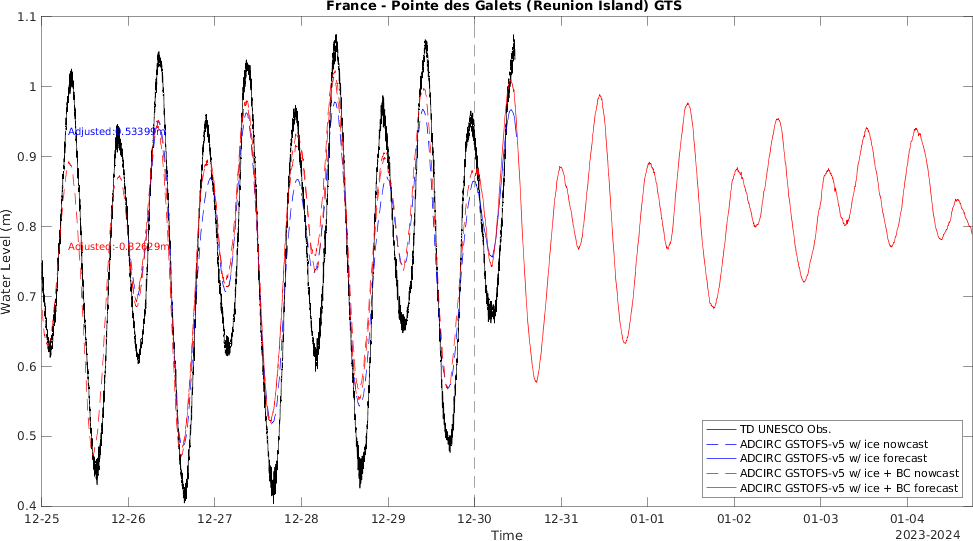 France - Pointe des Galets (Reunion Island) GTS
1.1
1
0.9
0.8
0.7
0.6
0.5
0.4
Water Level (m)
Adjusted:0.53399m
Adjusted:-0.32629m
TD UNESCO Obs.
ADCIRC GSTOFS-v5 w/ ice nowcast
ADCIRC GSTOFS-v5 w/ ice forecast
ADCIRC GSTOFS-v5 w/ ice + BC nowcast
ADCIRC GSTOFS-v5 w/ ice + BC forecast
12-25 12-26 12-27 12-28 12-29 12-30 12-31 01-01 01-02 01-03 01-04
Time
2023-2024